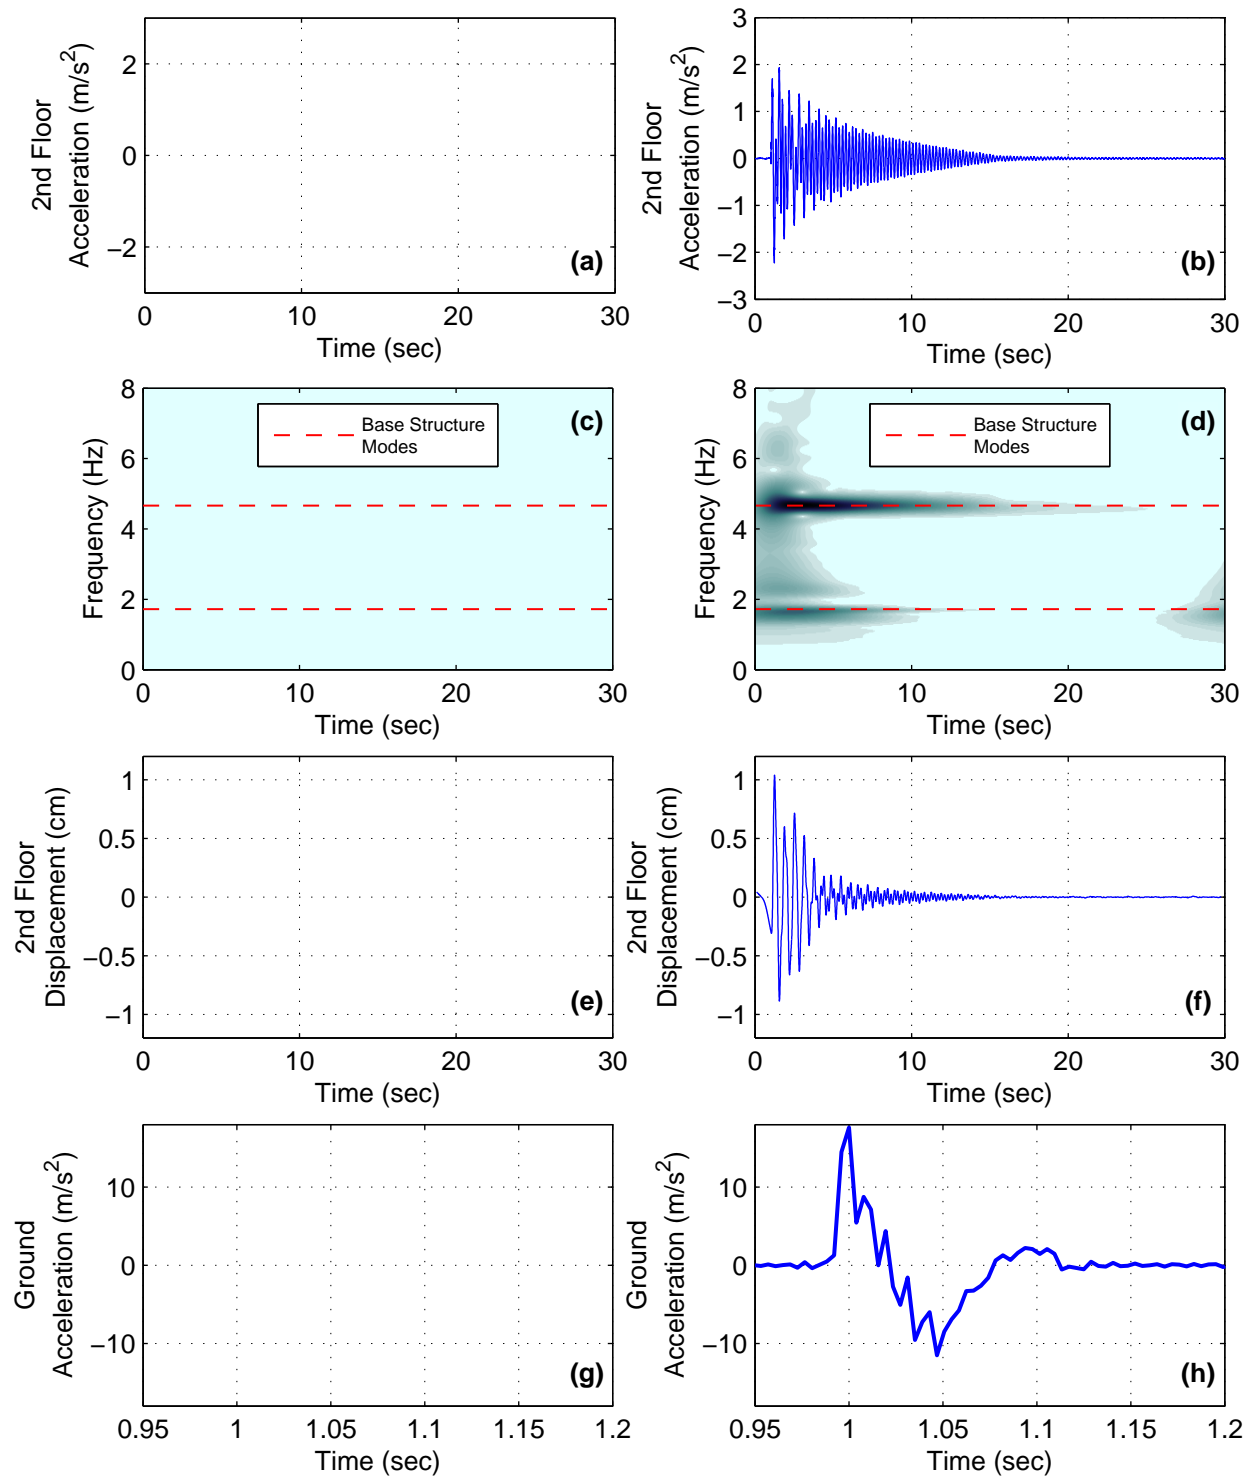 2nd Floor
Acceleration (m/s²)
2
0
−2
(a)
0 10 20 30
Time (sec)
2nd Floor
Acceleration (m/s²)
3
2
1
0
−1
−2
−3
(b)
0 10 20 30
Time (sec)
Frequency (Hz)
8
6
4
2
0
Base Structure
Modes
(c)
0 10 20 30
Time (sec)
Frequency (Hz)
8
6
4
2
0
Base Structure
Modes
(d)
0 10 20 30
Time (sec)
2nd Floor
Displacement (cm)
1
0.5
0
−0.5
−1
(e)
0 10 20 30
Time (sec)
2nd Floor
Displacement (cm)
1
0.5
0
−0.5
−1
(f)
0 10 20 30
Time (sec)
Ground
Acceleration (m/s²)
10
0
−10
(g)
0.95 1 1.05 1.1 1.15 1.2
Time (sec)
Ground
Acceleration (m/s²)
10
0
−10
(h)
0.95 1 1.05 1.1 1.15 1.2
Time (sec)